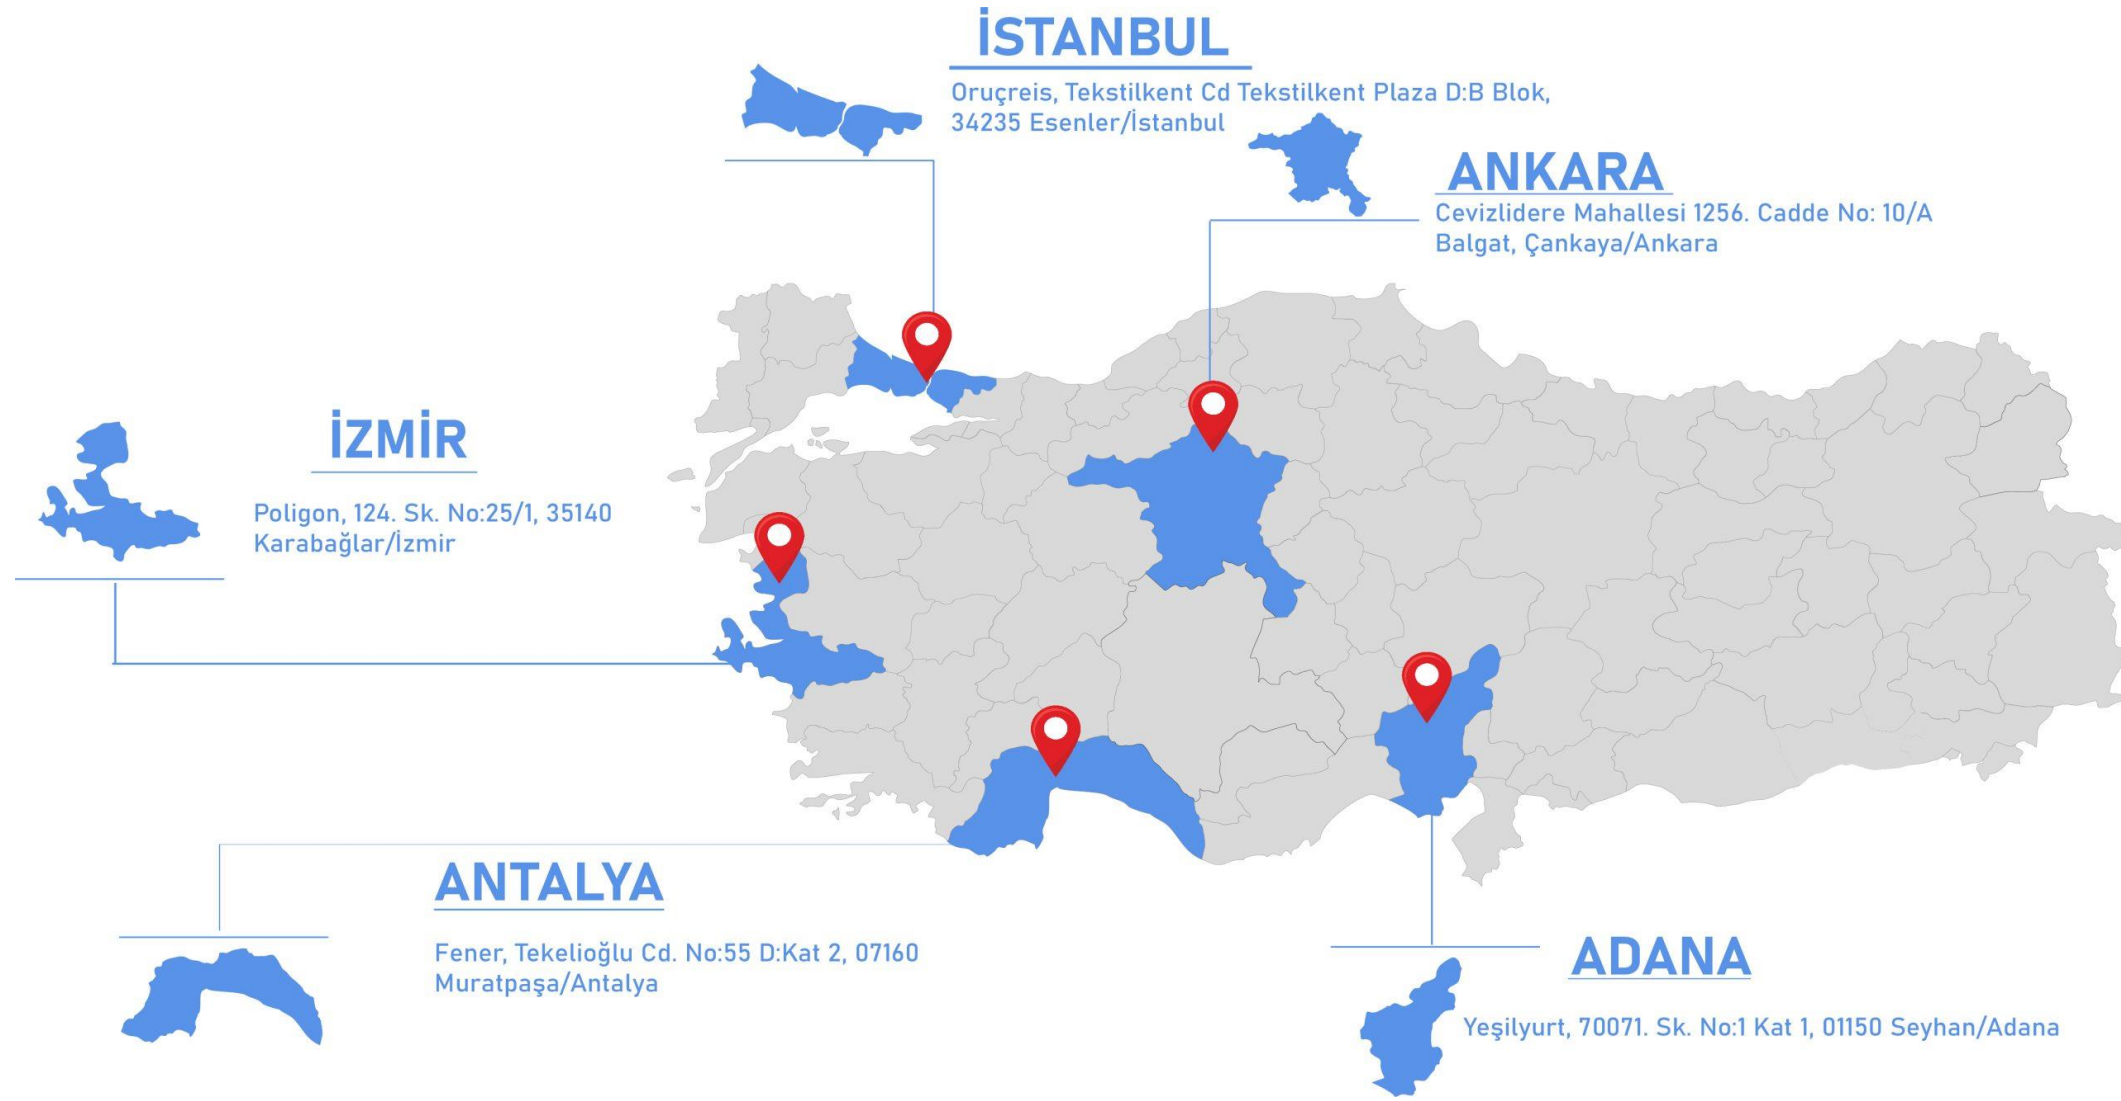 İSTANBUL
Oruçreis, Tekstilkent Cd Tekstilkent Plaza D:B Blok,
34235 Esenler/İstanbul
ANKARA
Cevizlidere Mahallesi 1256. Cadde No: 10/A
Balgat, Çankaya/Ankara
İZMİR
Poligon, 124. Sk. No:25/1, 35140
Karabağlar/İzmir
ANTALYA
Fener, Tekelioğlu Cd. No:55 D:Kat 2, 07160
Muratpaşa/Antalya
ADANA
Yeşilyurt, 70071. Sk. No:1 Kat 1, 01150 Seyhan/Adana